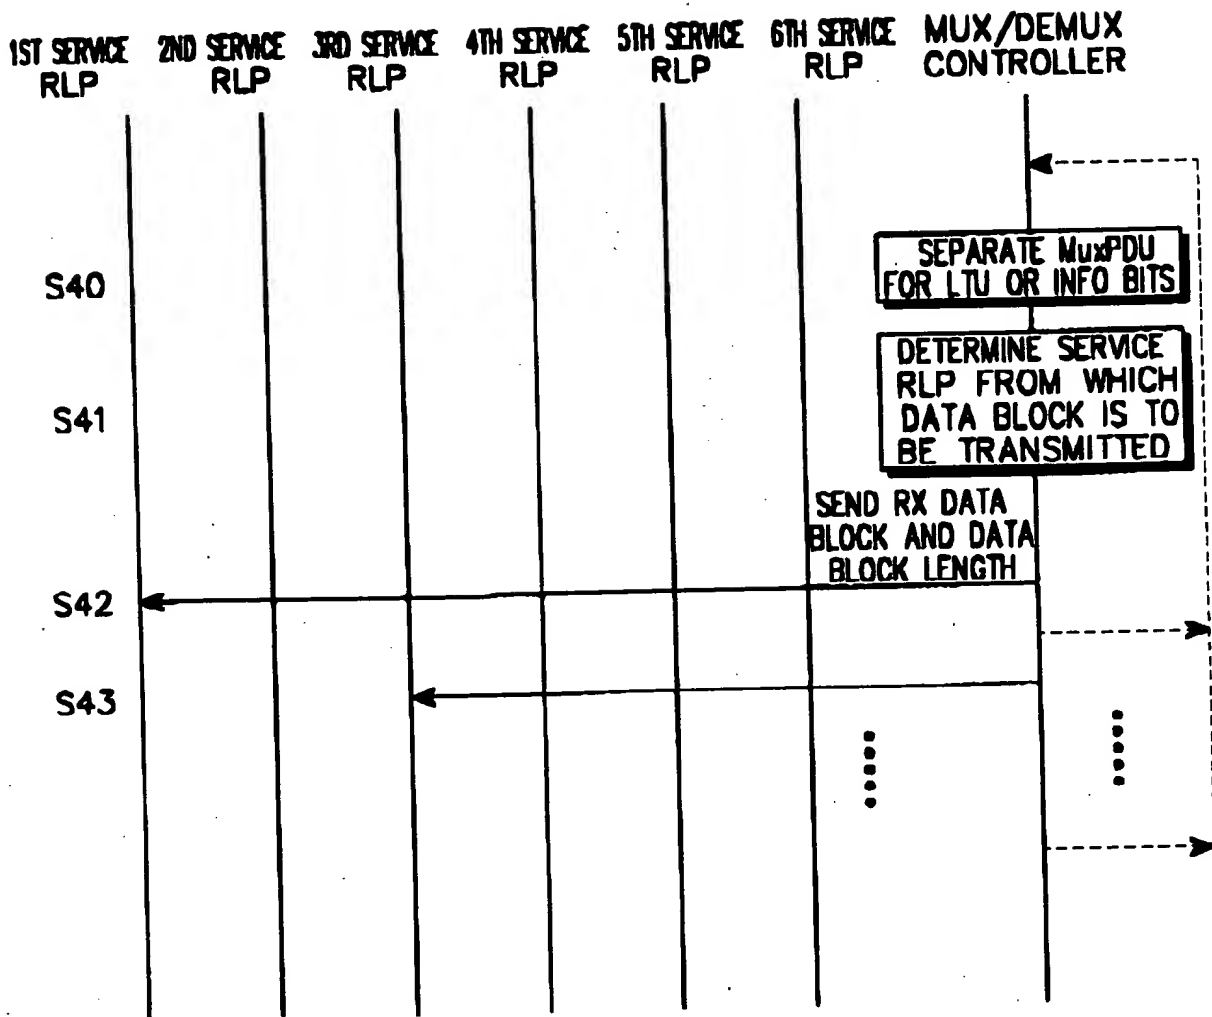 1ST SERVICE
RLP
2ND SERVICE
RLP
3RD SERVICE
RLP
4TH SERVICE
RLP
5TH SERVICE
RLP
6TH SERVICE
RLP
MUX/DEMUX
CONTROLLER
S40
SEPARATE MuxPDU
FOR LTU OR INFO BITS
S41
DETERMINE SERVICE
RLP FROM WHICH
DATA BLOCK IS TO
BE TRANSMITTED
SEND RX DATA
BLOCK AND DATA
BLOCK LENGTH
S42
S43